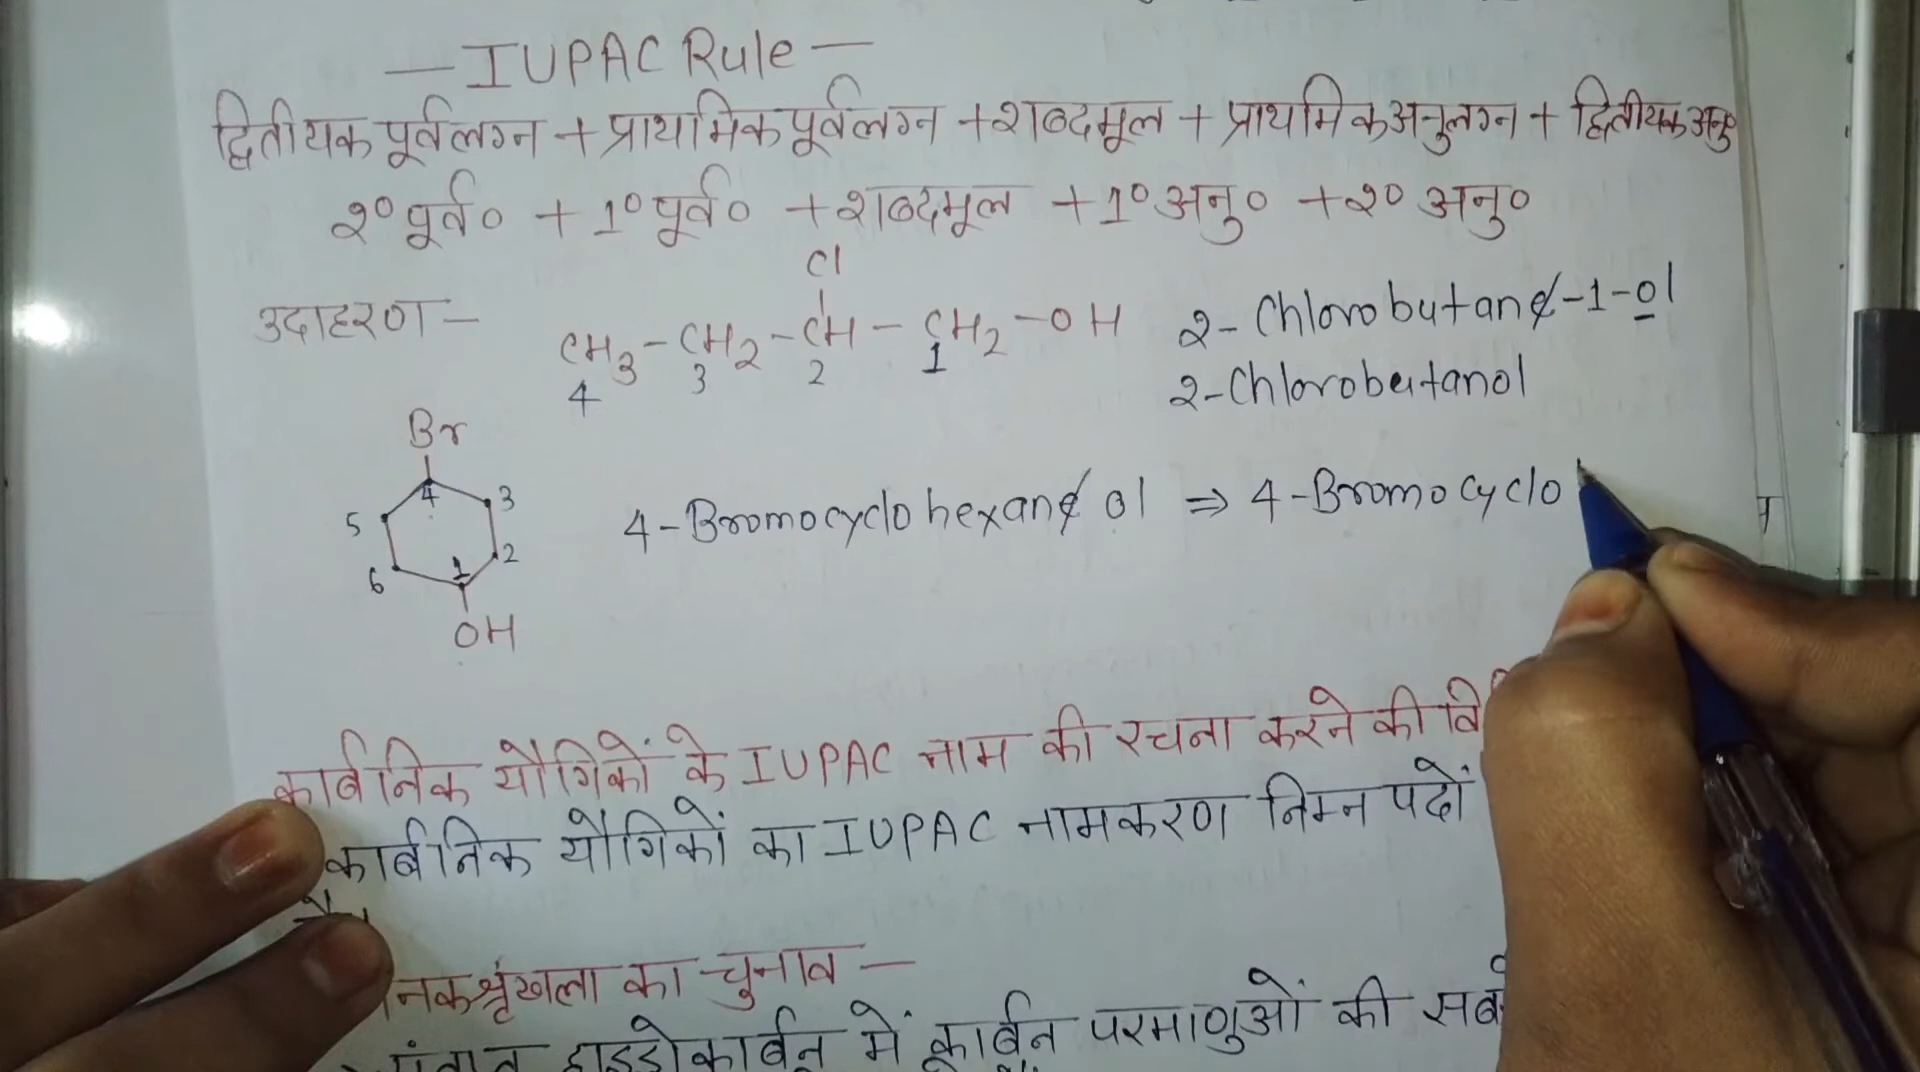 — IUPAC Rule —
द्वितीयक पूर्वलग्न + प्राथमिक पूर्वलग्न + शब्दमूल + प्राथमिक अनुलग्न + द्वितीयक अनु
2° पूर्व० + 1° पूर्व० + शब्दमूल + 1° अनु० + 2° अनु०
Cl
उदाहरण — CH3 - CH2 - CH - CH2 - OH 2- Chlorobutane -1-ol
4 3 2 1
2-Chlorobutanol
Br
4 3
5
4-Bromocyclohexane ol ⇒ 4-Bromocyclo
6 1 2
OH
कार्बनिक यौगिकों के IUPAC नाम की रचना करने की
कार्बनिक यौगिकों का IUPAC नामकरण निम्न पदों
श्रृंखला का चुनाव —
हाइड्रोकार्बन में कार्बन परमाणुओं की